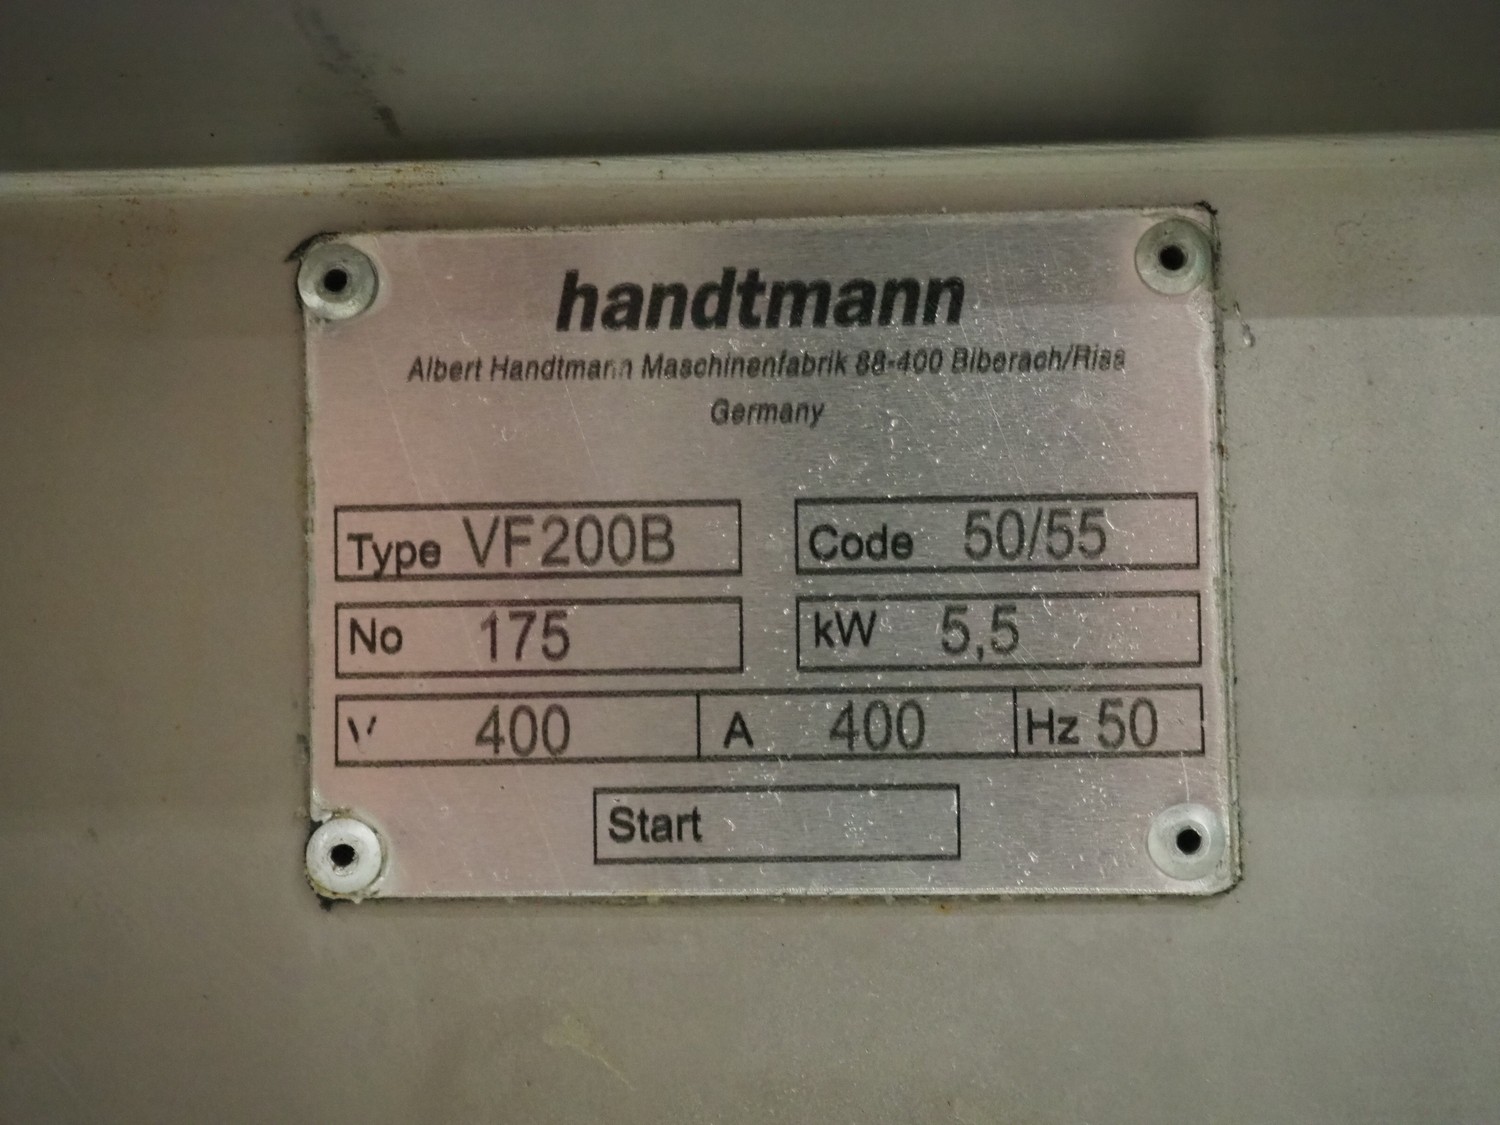 handtmann
Albert Handtmann Maschinenfabrik 88-400 Biberach/Riss
Germany
Type VF200B Code 50/55
No 175 kW 5,5
V 400 A 400 Hz 50
Start